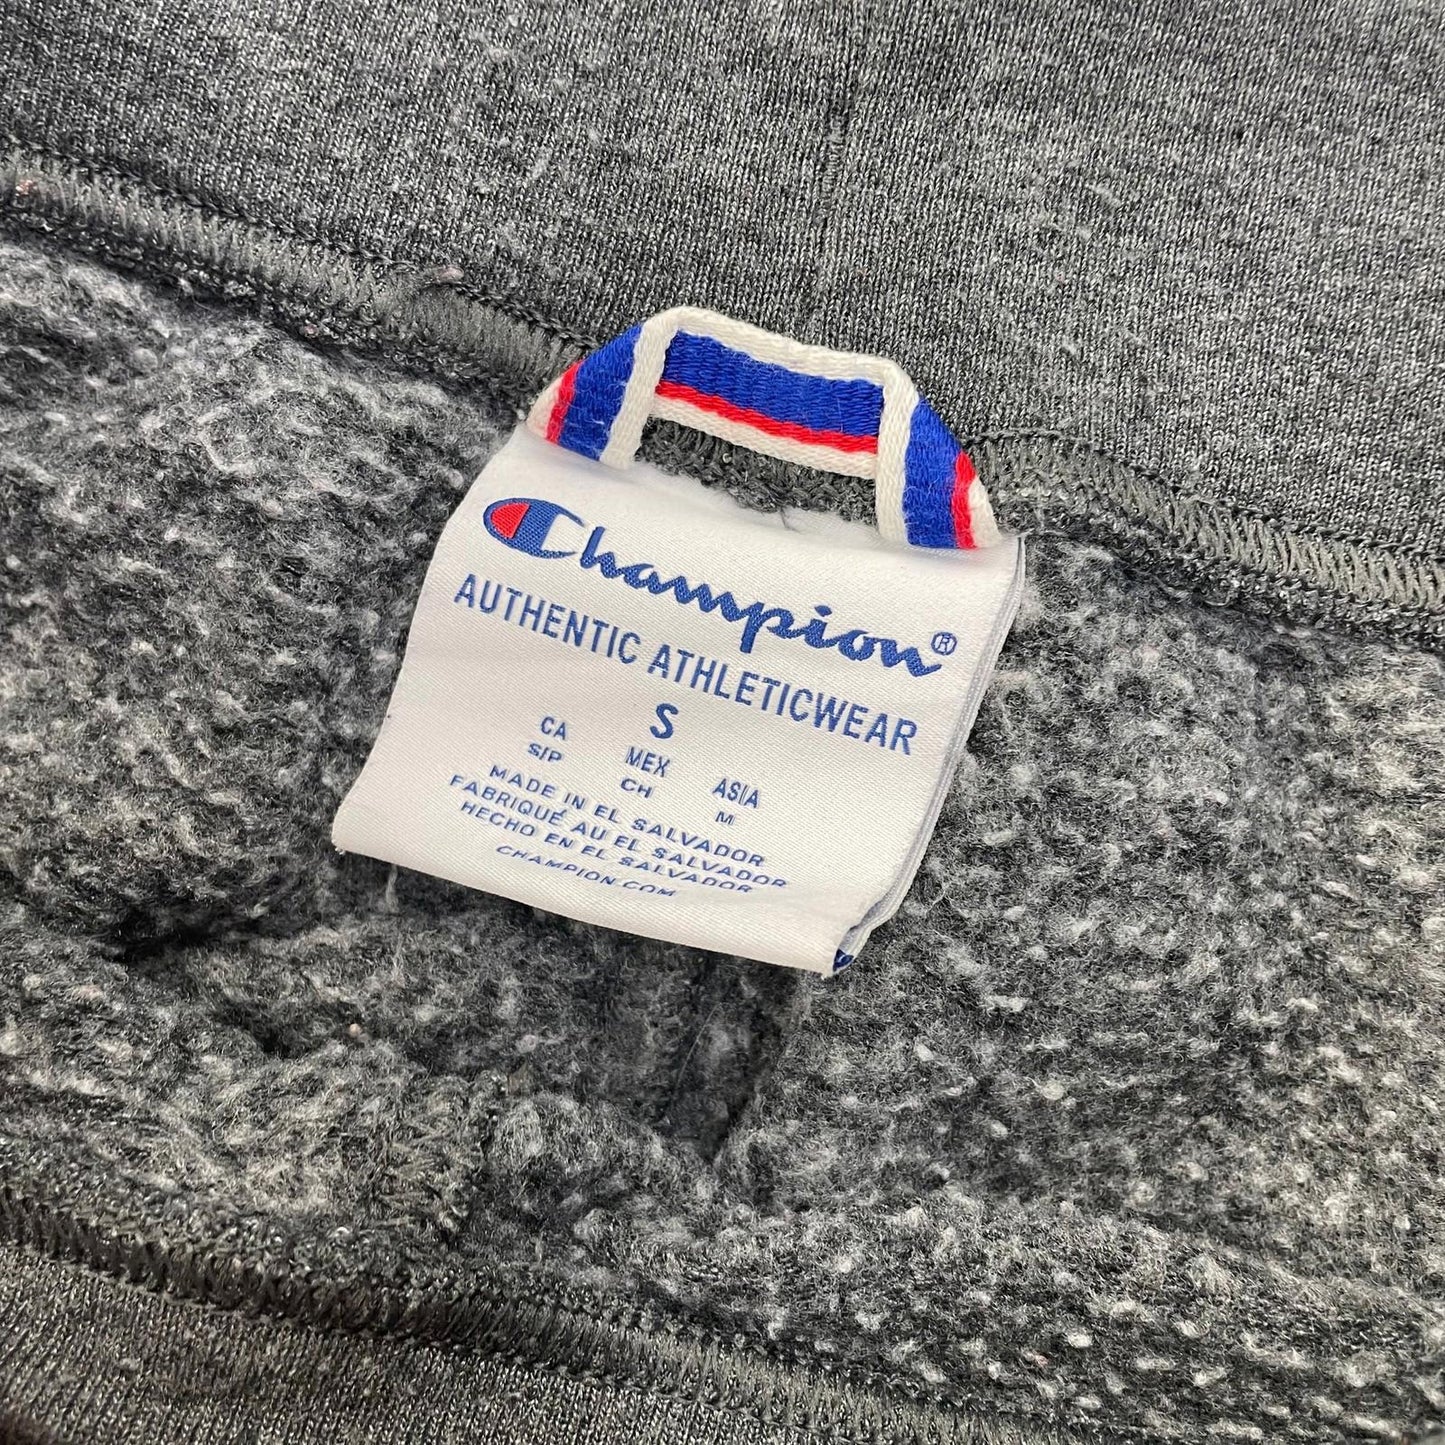 Champion®
AUTHENTIC ATHLETICWEAR
S
CA MEX ASIA
S/P CH M
MADE IN EL SALVADOR
FABRIQUÉ AU EL SALVADOR
HECHO EN EL SALVADOR
CHAMPION.COM